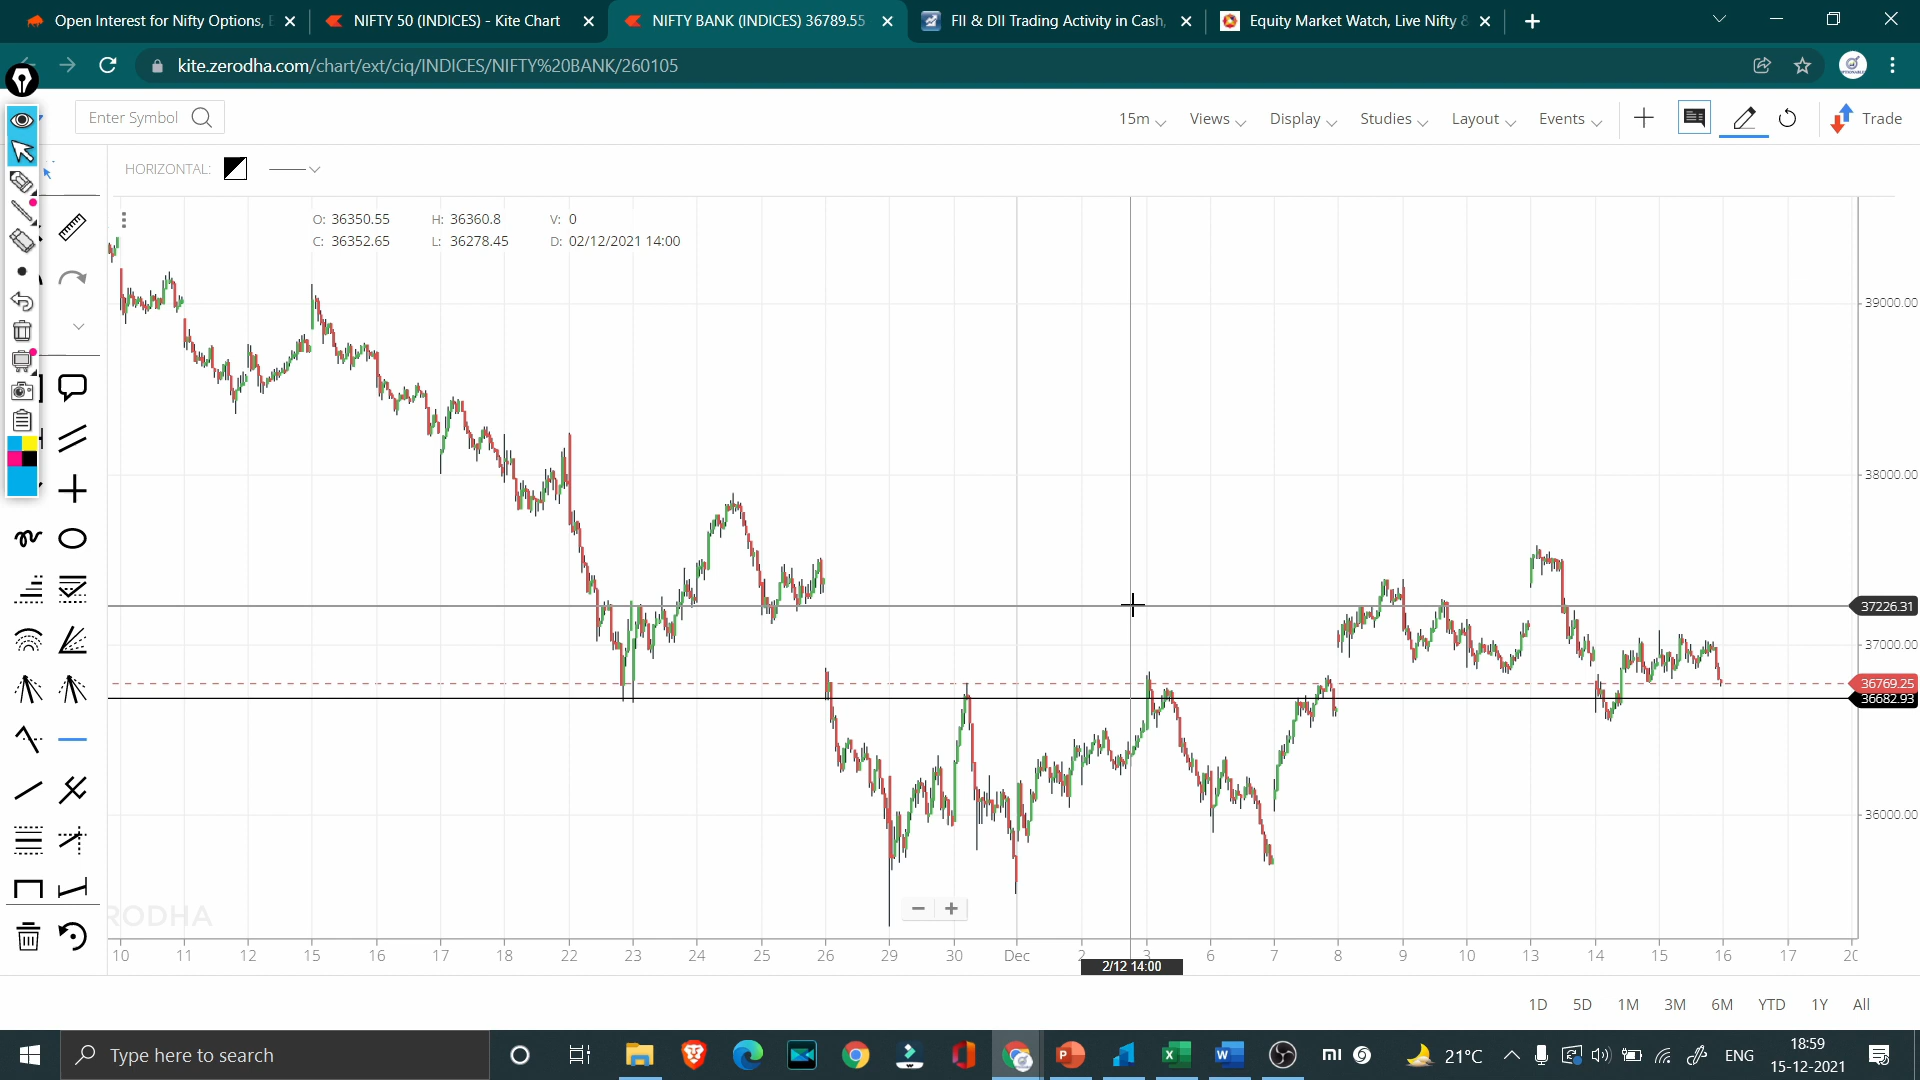 Open Interest for Nifty Options, E
NIFTY 50 (INDICES) - Kite Chart
NIFTY BANK (INDICES) 36789.55
FII & DII Trading Activity in Cash,
Equity Market Watch, Live Nifty &
kite.zerodha.com/chart/ext/ciq/INDICES/NIFTY%20BANK/260105
Enter Symbol
15m
Views
Display
Studies
Layout
Events
Trade
HORIZONTAL:
O: 36350.55 H: 36360.8 V: 0
C: 36352.65 L: 36278.45 D: 02/12/2021 14:00
39000.00
38000.00
37226.31
37000.00
36769.25
36682.93
36000.00
RODHA
10 11 12 15 16 17 18 22 23 24 25 26 29 30 Dec 2 3 6 7 8 9 10 13 14 15 16 17 20
2/12 14:00
1D 5D 1M 3M 6M YTD 1Y All
Type here to search
mi
21°C
ENG
18:59
15-12-2021